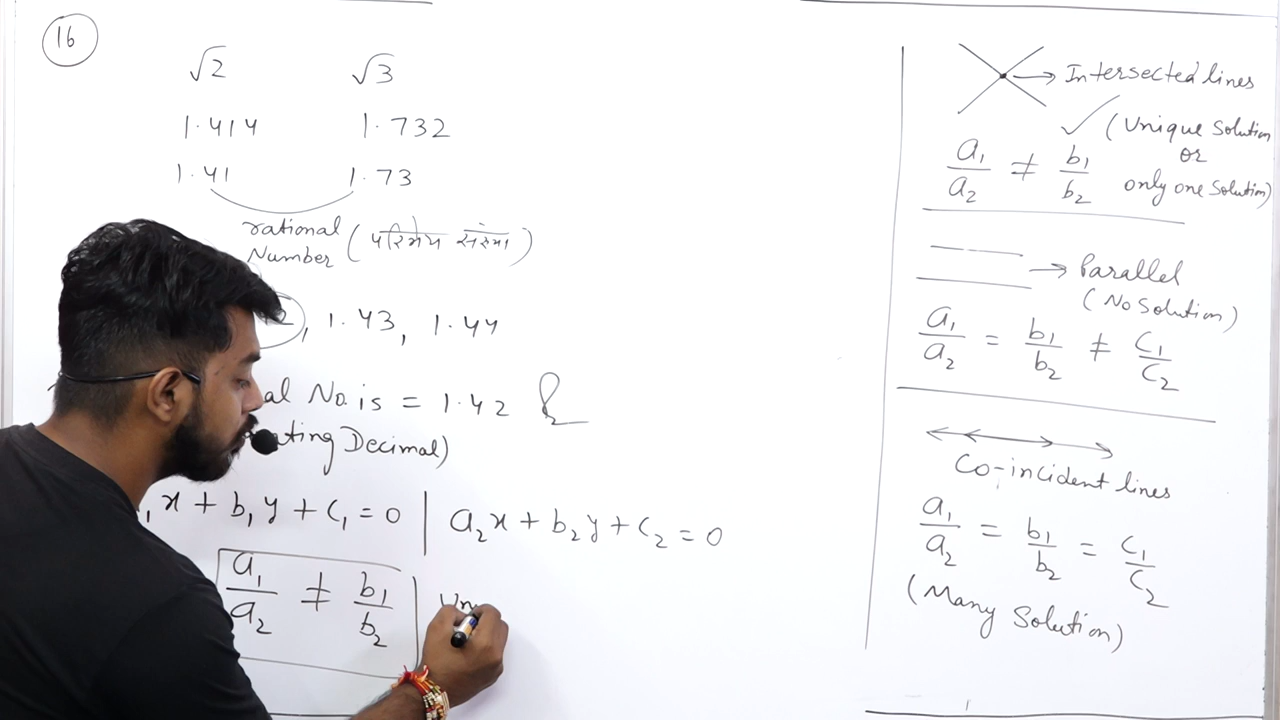 16
√2 √3
1.414 1.732
1.41 1.73
rational
Number (परिमेय संख्या)
2, 1.43, 1.44
al No. is = 1.42
ating Decimal)
₁x + b₁y + c₁ = 0 | a₂x + b₂y + c₂ = 0
a₁/a₂ ≠ b₁/b₂ | Un
→ Intersected lines
✓ (Unique Solution
or
only one Solution)
a₁/a₂ ≠ b₁/b₂
→ Parallel
(No Solution)
a₁/a₂ = b₁/b₂ ≠ c₁/c₂
Co-incident lines
a₁/a₂ = b₁/b₂ = c₁/c₂
(Many Solution)